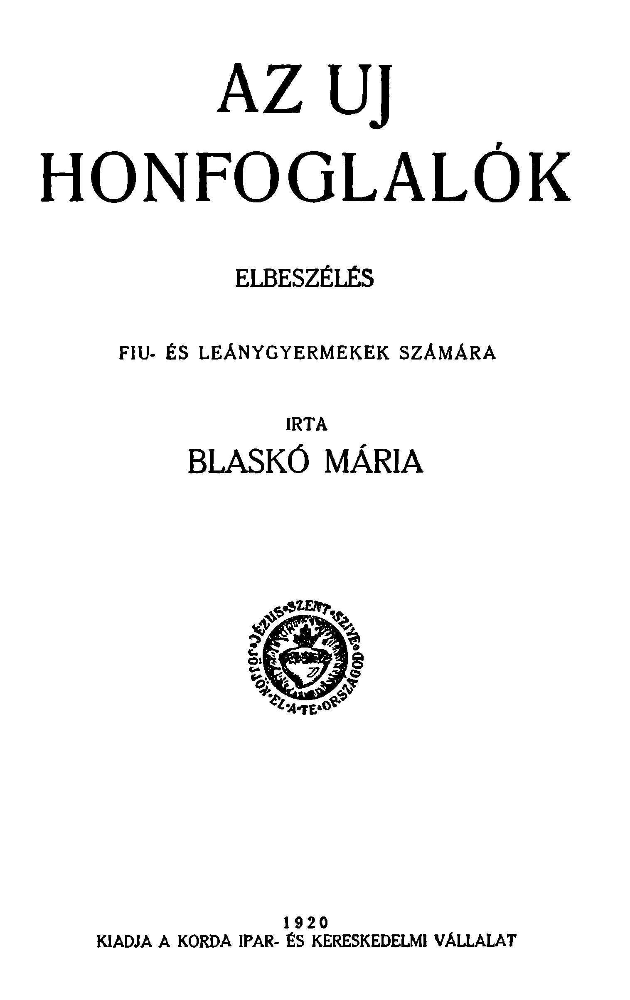 AZ UJ
HONFOGLALÓK
ELBESZÉLÉS
FIU- ÉS LEÁNYGYERMEKEK SZÁMÁRA
IRTA
BLASKÓ MÁRIA
JÉZUS•SZENT•SZIVE•JÖJJÖN•EL•A•TE•ORSZÁGOD
1920
KIADJA A KORDA IPAR- ÉS KERESKEDELMI VÁLLALAT